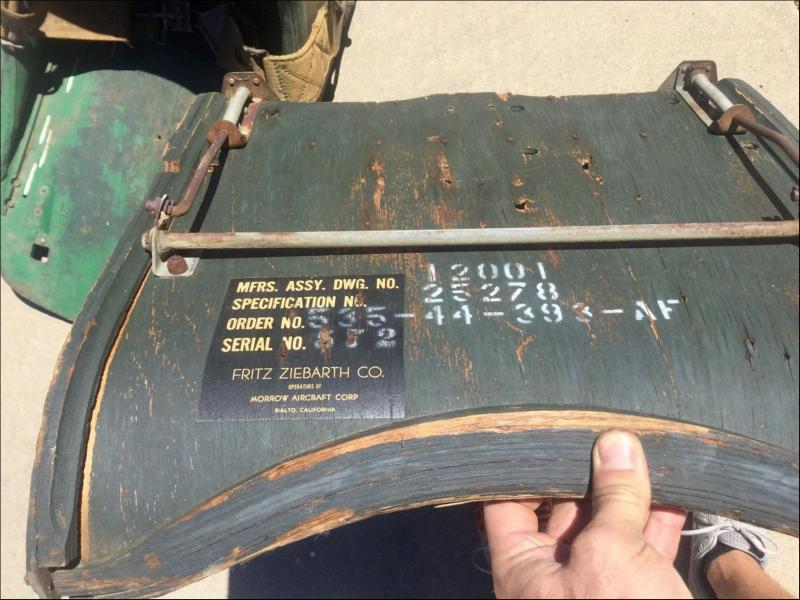 MFRS. ASSY. DWG. NO. 12001
SPECIFICATION NO. 25278
ORDER NO. 535-44-393-AF
SERIAL NO. 372
FRITZ ZIEBARTH CO.
OPERATORS OF
MORROW AIRCRAFT CORP
RIALTO, CALIFORNIA